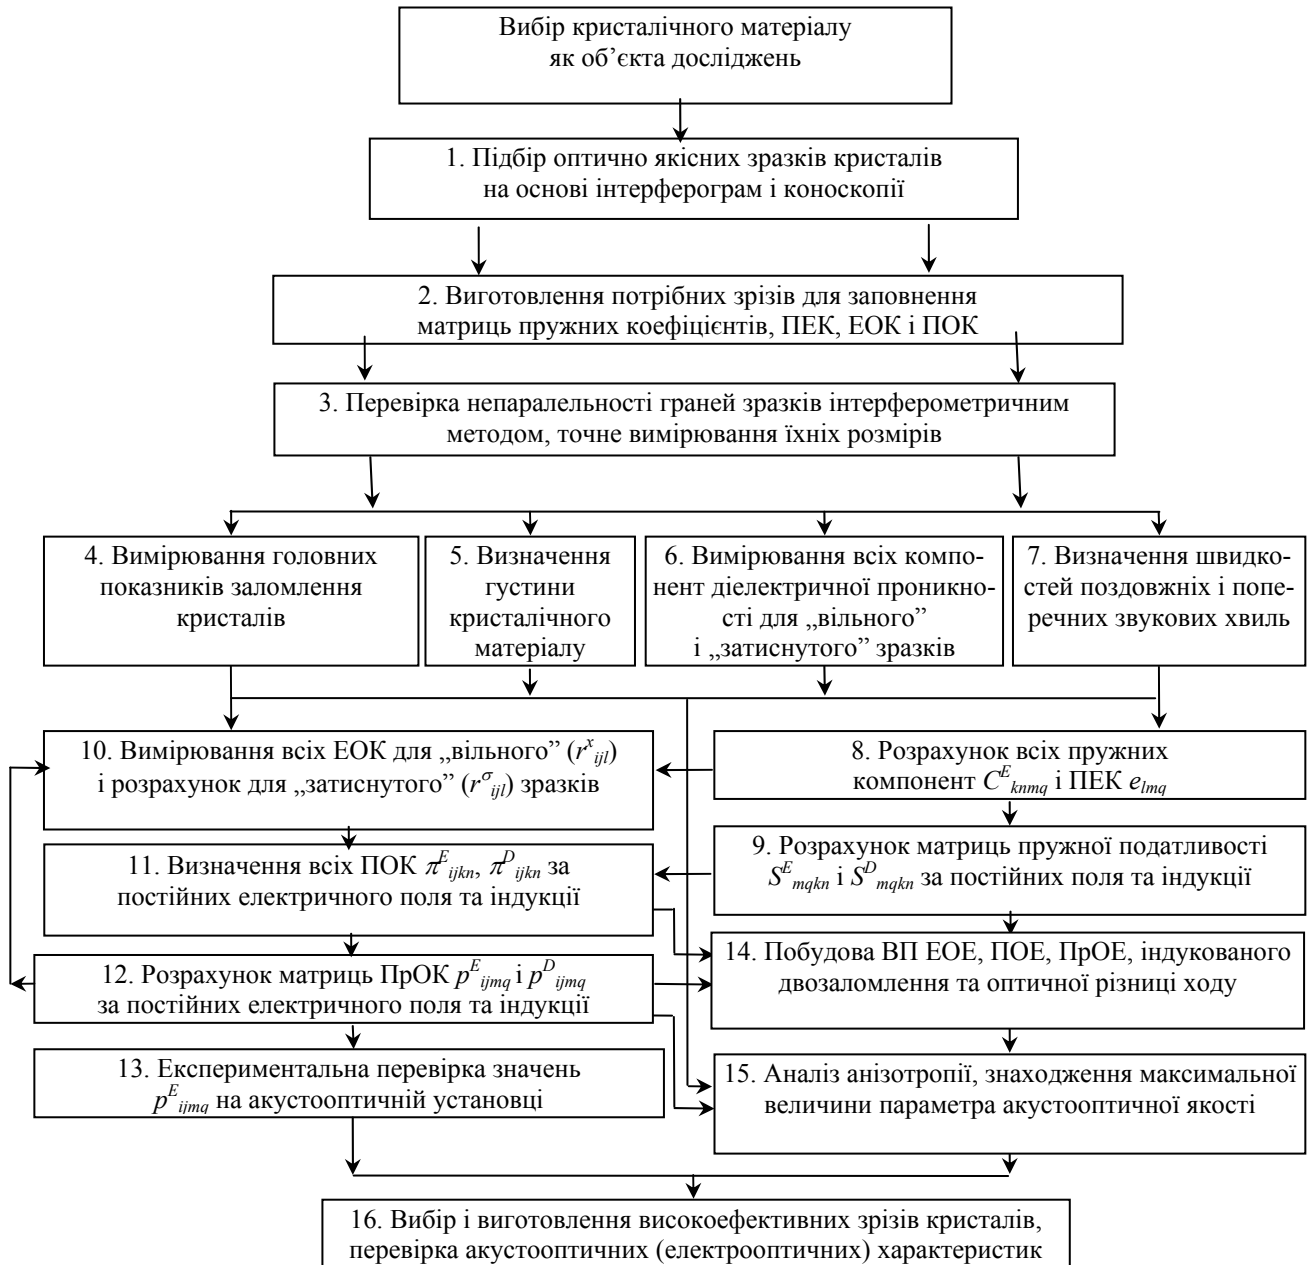 Вибір кристалічного матеріалу
як об’єкта досліджень
1. Підбір оптично якісних зразків кристалів
на основі інтерферограм і коноскопії
2. Виготовлення потрібних зрізів для заповнення
матриць пружних коефіцієнтів, ПЕК, ЕОК і ПОК
3. Перевірка непаралельності граней зразків інтерферометричним
методом, точне вимірювання їхніх розмірів
4. Вимірювання головних
показників заломлення
кристалів
5. Визначення
густини
кристалічного
матеріалу
6. Вимірювання всіх компо-
нент діелектричної проникно-
сті для „вільного”
і „затиснутого” зразків
7. Визначення швидко-
стей поздовжніх і попе-
речних звукових хвиль
10. Вимірювання всіх ЕОК для „вільного” (r^x_ijl)
і розрахунок для „затиснутого” (r^σ_ijl) зразків
8. Розрахунок всіх пружних
компонент C^E_knmq і ПЕК e_lmq
11. Визначення всіх ПОК π^E_ijkn, π^D_ijkn за
постійних електричного поля та індукції
9. Розрахунок матриць пружної податливості
S^E_mqkn і S^D_mqkn за постійних поля та індукції
12. Розрахунок матриць ПрОК p^E_ijmq і p^D_ijmq
за постійних електричного поля та індукції
14. Побудова ВП ЕОЕ, ПОЕ, ПрОЕ, індукованого
двозаломлення та оптичної різниці ходу
13. Експериментальна перевірка значень
p^E_ijmq на акустооптичній установці
15. Аналіз анізотропії, знаходження максимальної
величини параметра акустооптичної якості
16. Вибір і виготовлення високоефективних зрізів кристалів,
перевірка акустооптичних (електрооптичних) характеристик